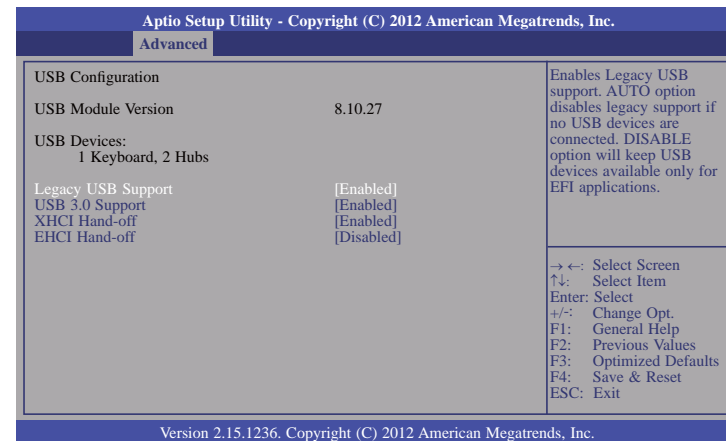 Aptio Setup Utility - Copyright (C) 2012 American Megatrends, Inc.
Advanced
USB Configuration
USB Module Version 8.10.27
USB Devices:
1 Keyboard, 2 Hubs
Legacy USB Support [Enabled]
USB 3.0 Support [Enabled]
XHCI Hand-off [Enabled]
EHCI Hand-off [Disabled]
Enables Legacy USB
support. AUTO option
disables legacy support if
no USB devices are
connected. DISABLE
option will keep USB
devices available only for
EFI applications.
→ ←: Select Screen
↑↓: Select Item
Enter: Select
+/-: Change Opt.
F1: General Help
F2: Previous Values
F3: Optimized Defaults
F4: Save & Reset
ESC: Exit
Version 2.15.1236. Copyright (C) 2012 American Megatrends, Inc.